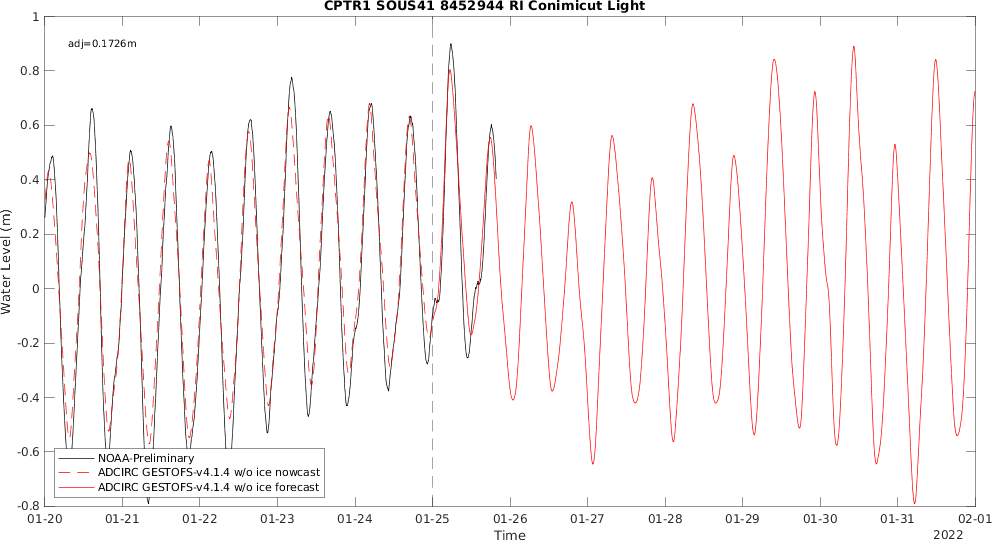 CPTR1 SOUS41 8452944 RI Conimicut Light
adj=0.1726m
1
0.8
0.6
0.4
0.2
0
-0.2
-0.4
-0.6
-0.8
Water Level (m)
NOAA-Preliminary
ADCIRC GESTOFS-v4.1.4 w/o ice nowcast
ADCIRC GESTOFS-v4.1.4 w/o ice forecast
01-20 01-21 01-22 01-23 01-24 01-25 01-26 01-27 01-28 01-29 01-30 01-31 02-01
Time
2022